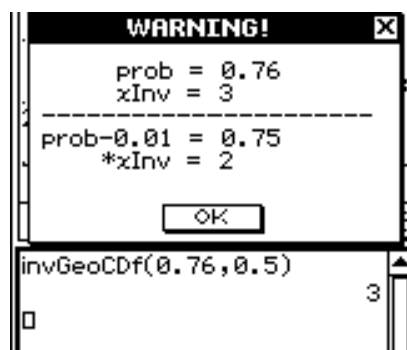 WARNING!
prob = 0.76
xInv = 3
prob-0.01 = 0.75
*xInv = 2
OK
invGeoCDf(0.76,0.5)
3